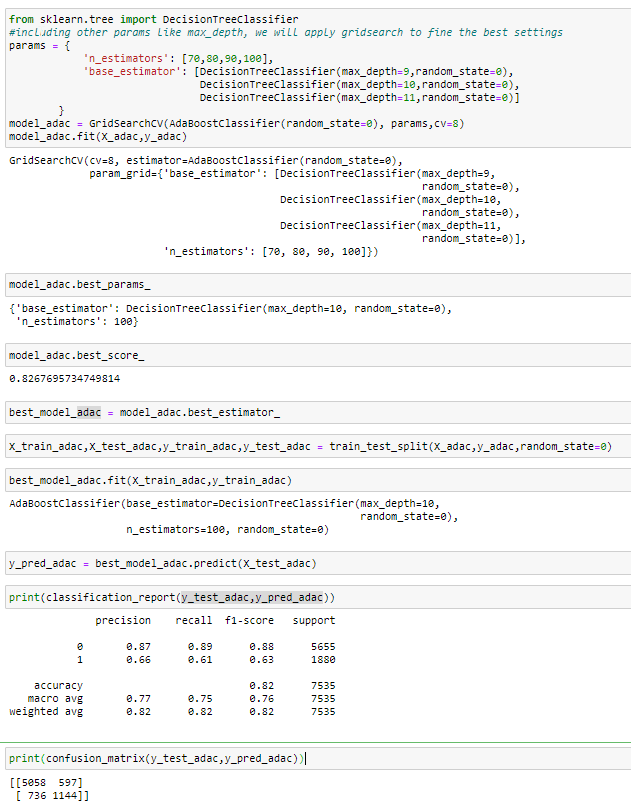 from sklearn.tree import DecisionTreeClassifier
#including other params like max_depth, we will apply gridsearch to fine the best settings
params = {
'n_estimators': [70,80,90,100],
'base_estimator': [DecisionTreeClassifier(max_depth=9,random_state=0),
DecisionTreeClassifier(max_depth=10,random_state=0),
DecisionTreeClassifier(max_depth=11,random_state=0)]
}
model_adac = GridSearchCV(AdaBoostClassifier(random_state=0), params,cv=8)
model_adac.fit(X_adac,y_adac)
GridSearchCV(cv=8, estimator=AdaBoostClassifier(random_state=0),
param_grid={'base_estimator': [DecisionTreeClassifier(max_depth=9,
random_state=0),
DecisionTreeClassifier(max_depth=10,
random_state=0),
DecisionTreeClassifier(max_depth=11,
random_state=0)],
'n_estimators': [70, 80, 90, 100]})
model_adac.best_params_
{'base_estimator': DecisionTreeClassifier(max_depth=10, random_state=0),
'n_estimators': 100}
model_adac.best_score_
0.8267695734749814
best_model_adac = model_adac.best_estimator_
X_train_adac,X_test_adac,y_train_adac,y_test_adac = train_test_split(X_adac,y_adac,random_state=0)
best_model_adac.fit(X_train_adac,y_train_adac)
AdaBoostClassifier(base_estimator=DecisionTreeClassifier(max_depth=10,
random_state=0),
n_estimators=100, random_state=0)
y_pred_adac = best_model_adac.predict(X_test_adac)
print(classification_report(y_test_adac,y_pred_adac))
precision recall f1-score support
0 0.87 0.89 0.88 5655
1 0.66 0.61 0.63 1880
accuracy 0.82 7535
macro avg 0.77 0.75 0.76 7535
weighted avg 0.82 0.82 0.82 7535
print(confusion_matrix(y_test_adac,y_pred_adac))
[[5058 597]
[ 736 1144]]